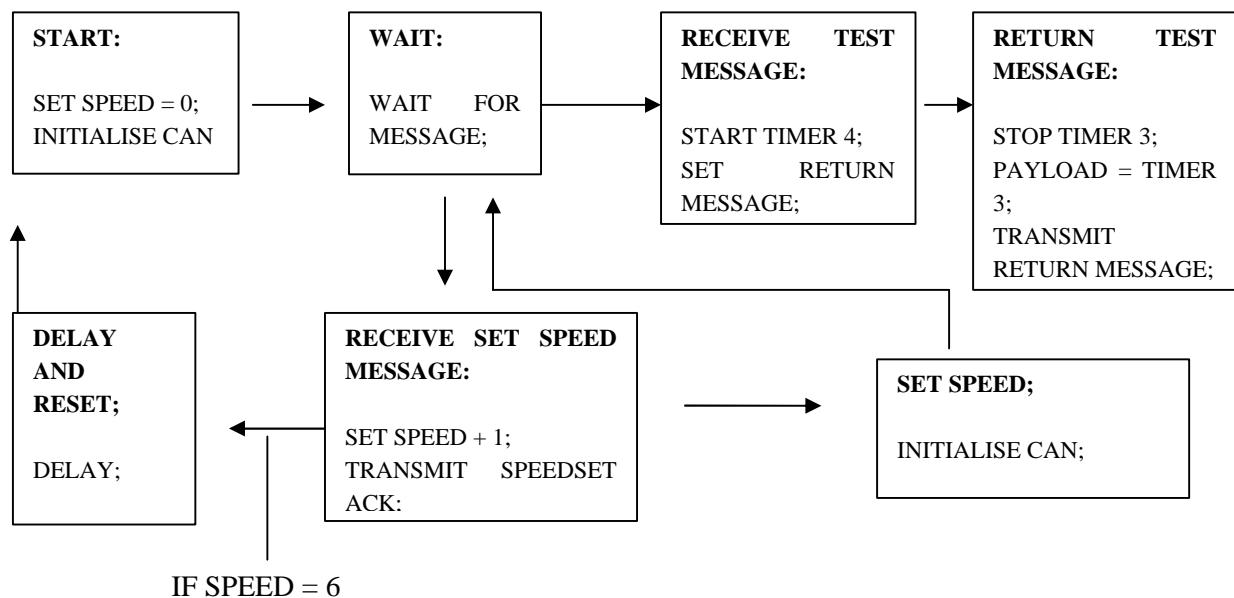 START:
SET SPEED = 0;
INITIALISE CAN
WAIT:
WAIT FOR
MESSAGE;
RECEIVE TEST
MESSAGE:
START TIMER 4;
SET RETURN
MESSAGE;
RETURN TEST
MESSAGE:
STOP TIMER 3;
PAYLOAD = TIMER
3;
TRANSMIT
RETURN MESSAGE;
DELAY
AND
RESET;
DELAY;
RECEIVE SET SPEED
MESSAGE:
SET SPEED + 1;
TRANSMIT SPEEDSET
ACK:
SET SPEED;
INITIALISE CAN;
IF SPEED = 6